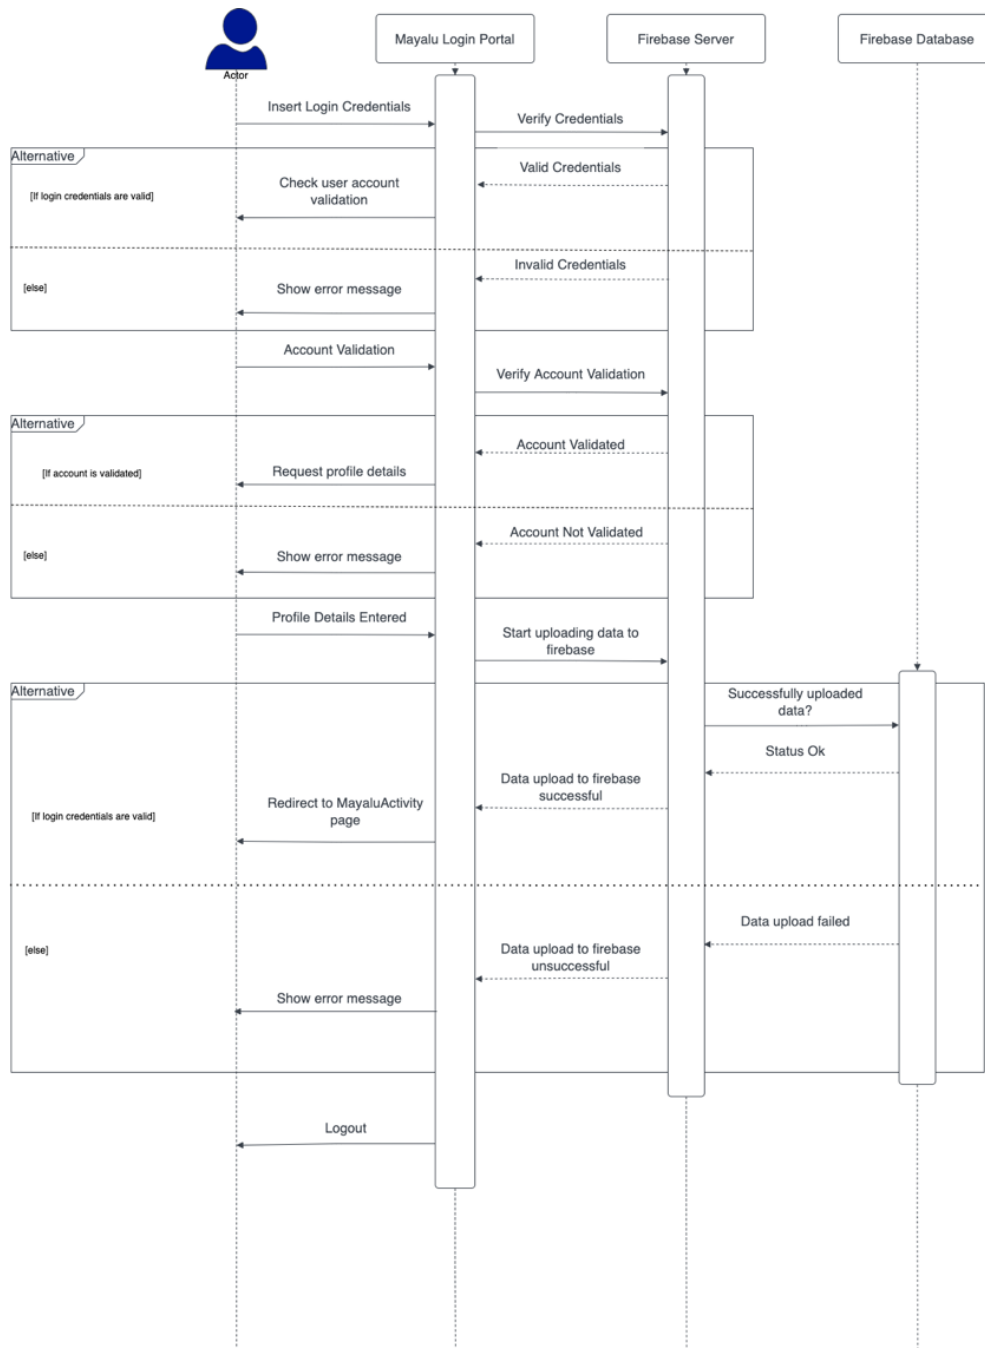 Actor
Mayalu Login Portal
Firebase Server
Firebase Database
Insert Login Credentials
Verify Credentials
Alternative
Valid Credentials
[If login credentials are valid]
Check user account
validation
Invalid Credentials
[else]
Show error message
Account Validation
Verify Account Validation
Alternative
Account Validated
[If account is validated]
Request profile details
Account Not Validated
[else]
Show error message
Profile Details Entered
Start uploading data to
firebase
Alternative
Successfully uploaded
data?
Status Ok
Data upload to firebase
successful
[If login credentials are valid]
Redirect to MayaluActivity
page
Data upload failed
[else]
Data upload to firebase
unsuccessful
Show error message
Logout